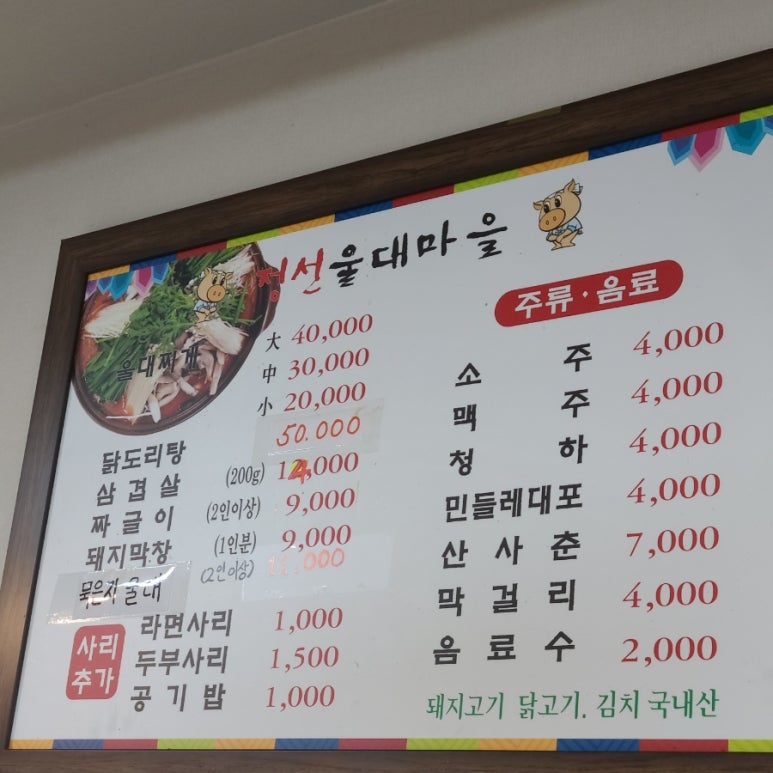 정선울대마을
울대찌개
大 40,000
中 30,000
小 20,000
닭도리탕 50.000
삼겹살 (200g) 14,000
짜글이 (2인이상) 9,000
돼지막창 (1인분) 9,000
묵은지 울대 (2인이상)
사리추가
라면사리 1,000
두부사리 1,500
공기밥 1,000
주류·음료
소주 4,000
맥주 4,000
청하 4,000
민들레대포 4,000
산사춘 7,000
막걸리 4,000
음료수 2,000
돼지고기 닭고기. 김치 국내산